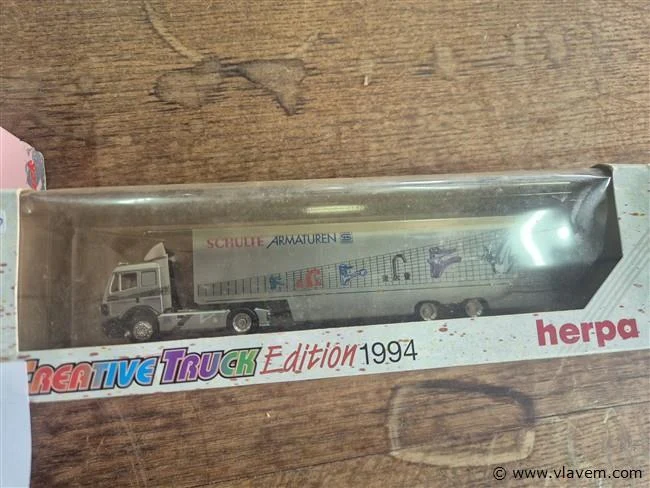 SCHULTE ARMATUREN
CREATIVE TRUCK Edition 1994
herpa
© www.vlavem.com